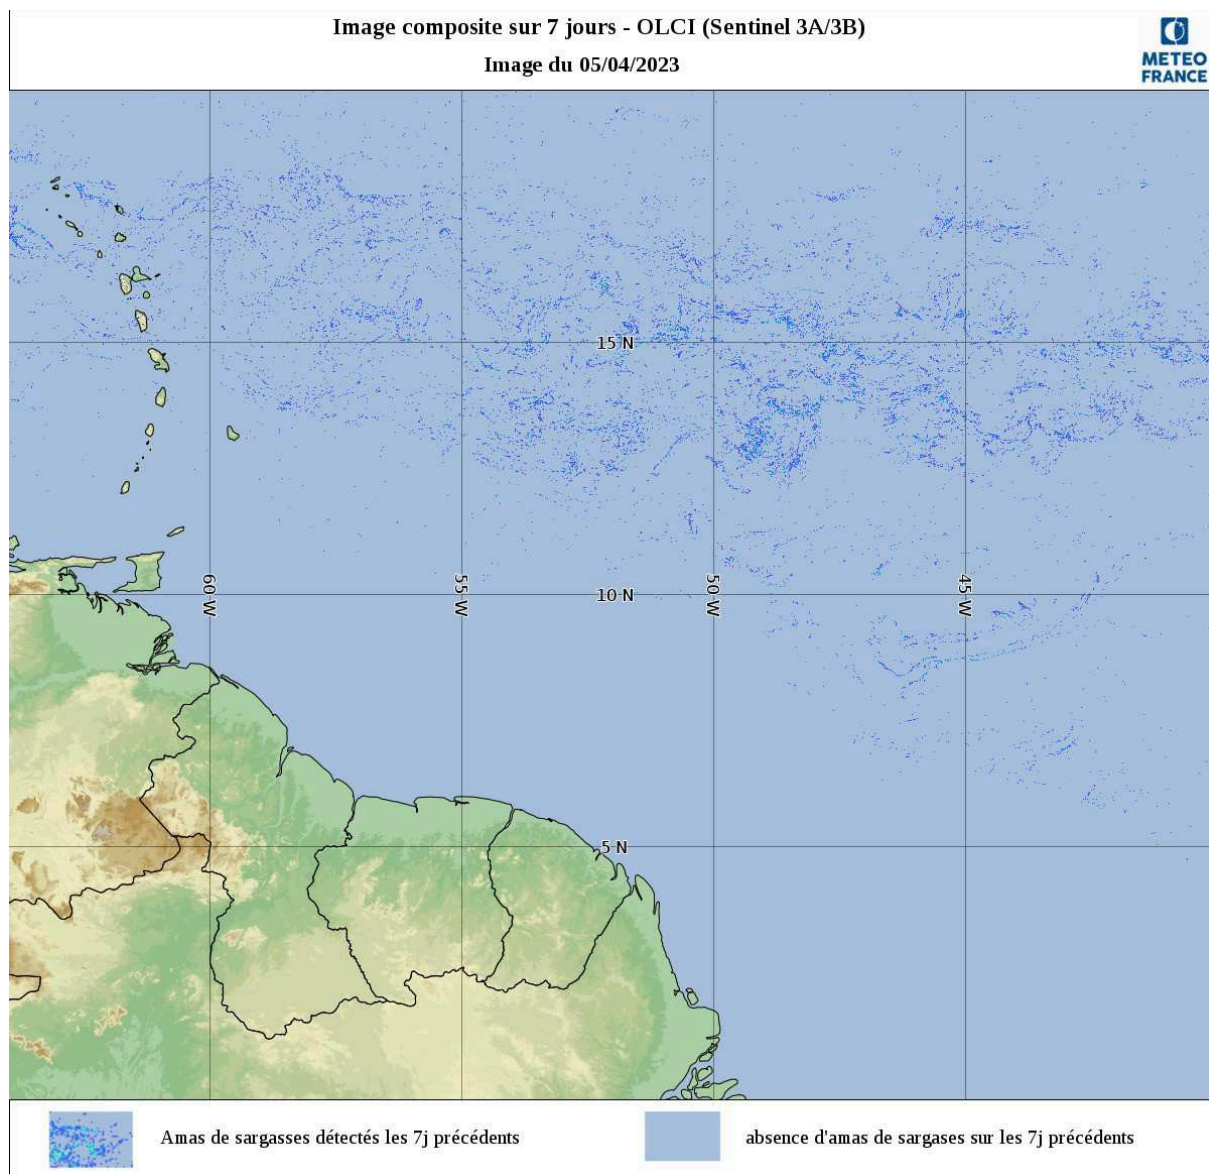 Image composite sur 7 jours - OLCI (Sentinel 3A/3B)
Image du 05/04/2023
METEO
FRANCE
15 N
60 W
55 W
10 N
50 W
45 W
5 N
Amas de sargasses détectés les 7j précédents
absence d'amas de sargases sur les 7j précédents